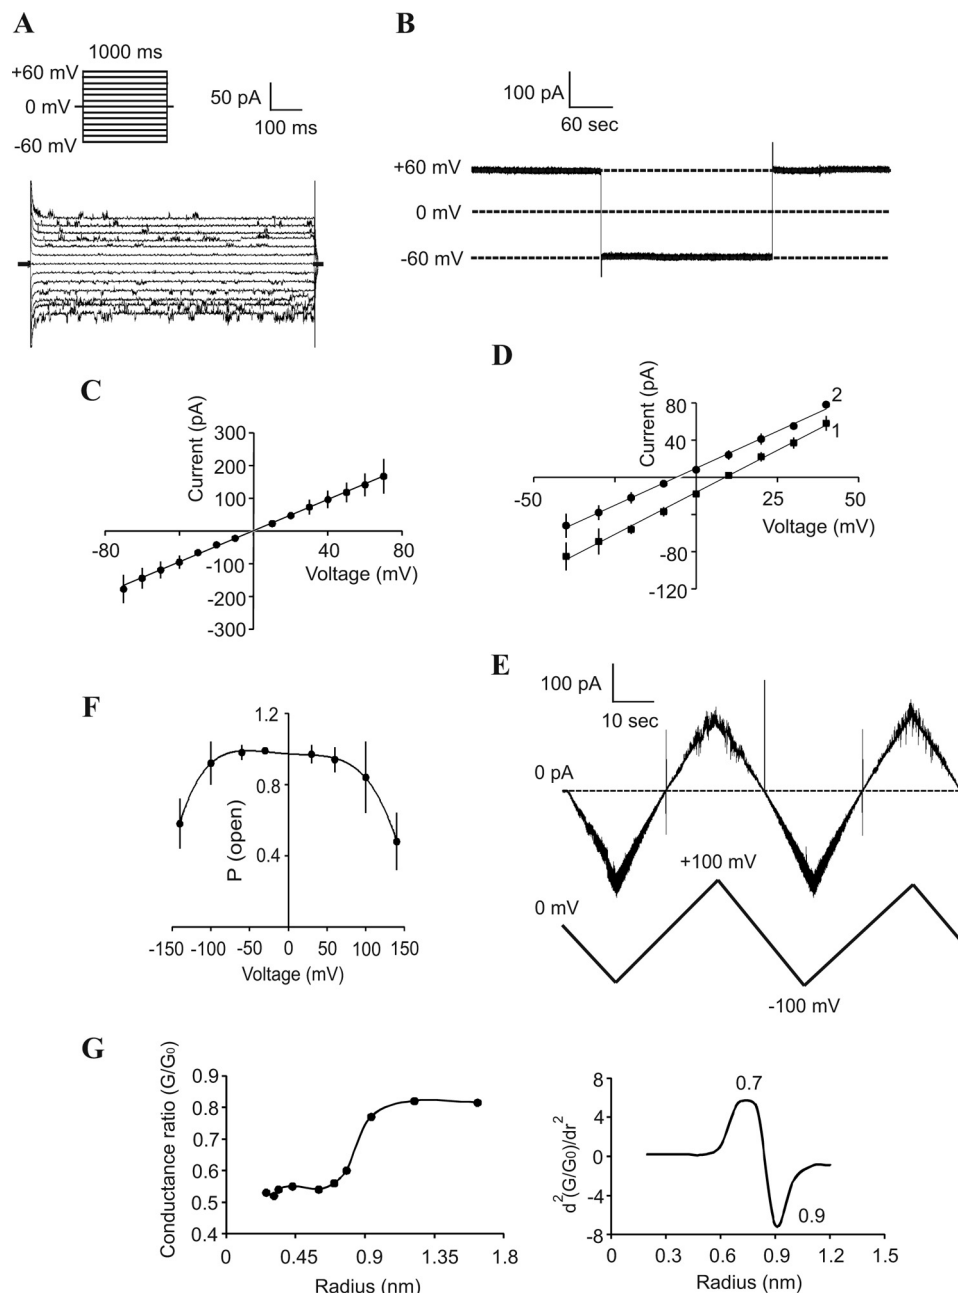 A
1000 ms
+60 mV
0 mV
-60 mV
50 pA
100 ms
B
100 pA
60 sec
+60 mV
0 mV
-60 mV
C
Current (pA)
300
200
100
-80
40
80
Voltage (mV)
-100
-200
-300
D
Current (pA)
80
40
2
1
-50
25
50
Voltage (mV)
-80
-120
E
100 pA
10 sec
0 pA
+100 mV
0 mV
-100 mV
F
P (open)
1.2
0.8
0.4
-150
-100
-50
0
50
100
150
Voltage (mV)
G
Conductance ratio (G/G0)
0.9
0.8
0.7
0.6
0.5
0.4
0
0.45
0.9
1.35
1.8
Radius (nm)
d²(G/G0)/dr²
8
4
0
-4
-8
0.7
0.9
0
0.3
0.6
0.9
1.2
1.5
Radius (nm)